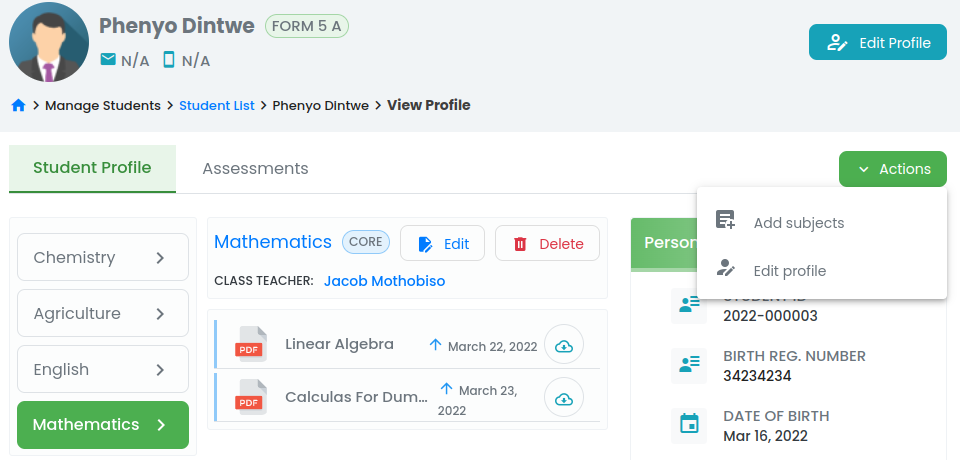 Phenyo Dintwe FORM 5 A
N/A N/A
Edit Profile
Manage Students Student List Phenyo Dintwe View Profile
Student Profile Assessments
Actions
Add subjects
Edit profile
Chemistry
Agriculture
English
Mathematics
Mathematics CORE Edit Delete
CLASS TEACHER: Jacob Mothobiso
PDF Linear Algebra March 22, 2022
PDF Calculas For Dum... March 23, 2022
Person
STUDENT ID
2022-000003
BIRTH REG. NUMBER
34234234
DATE OF BIRTH
Mar 16, 2022